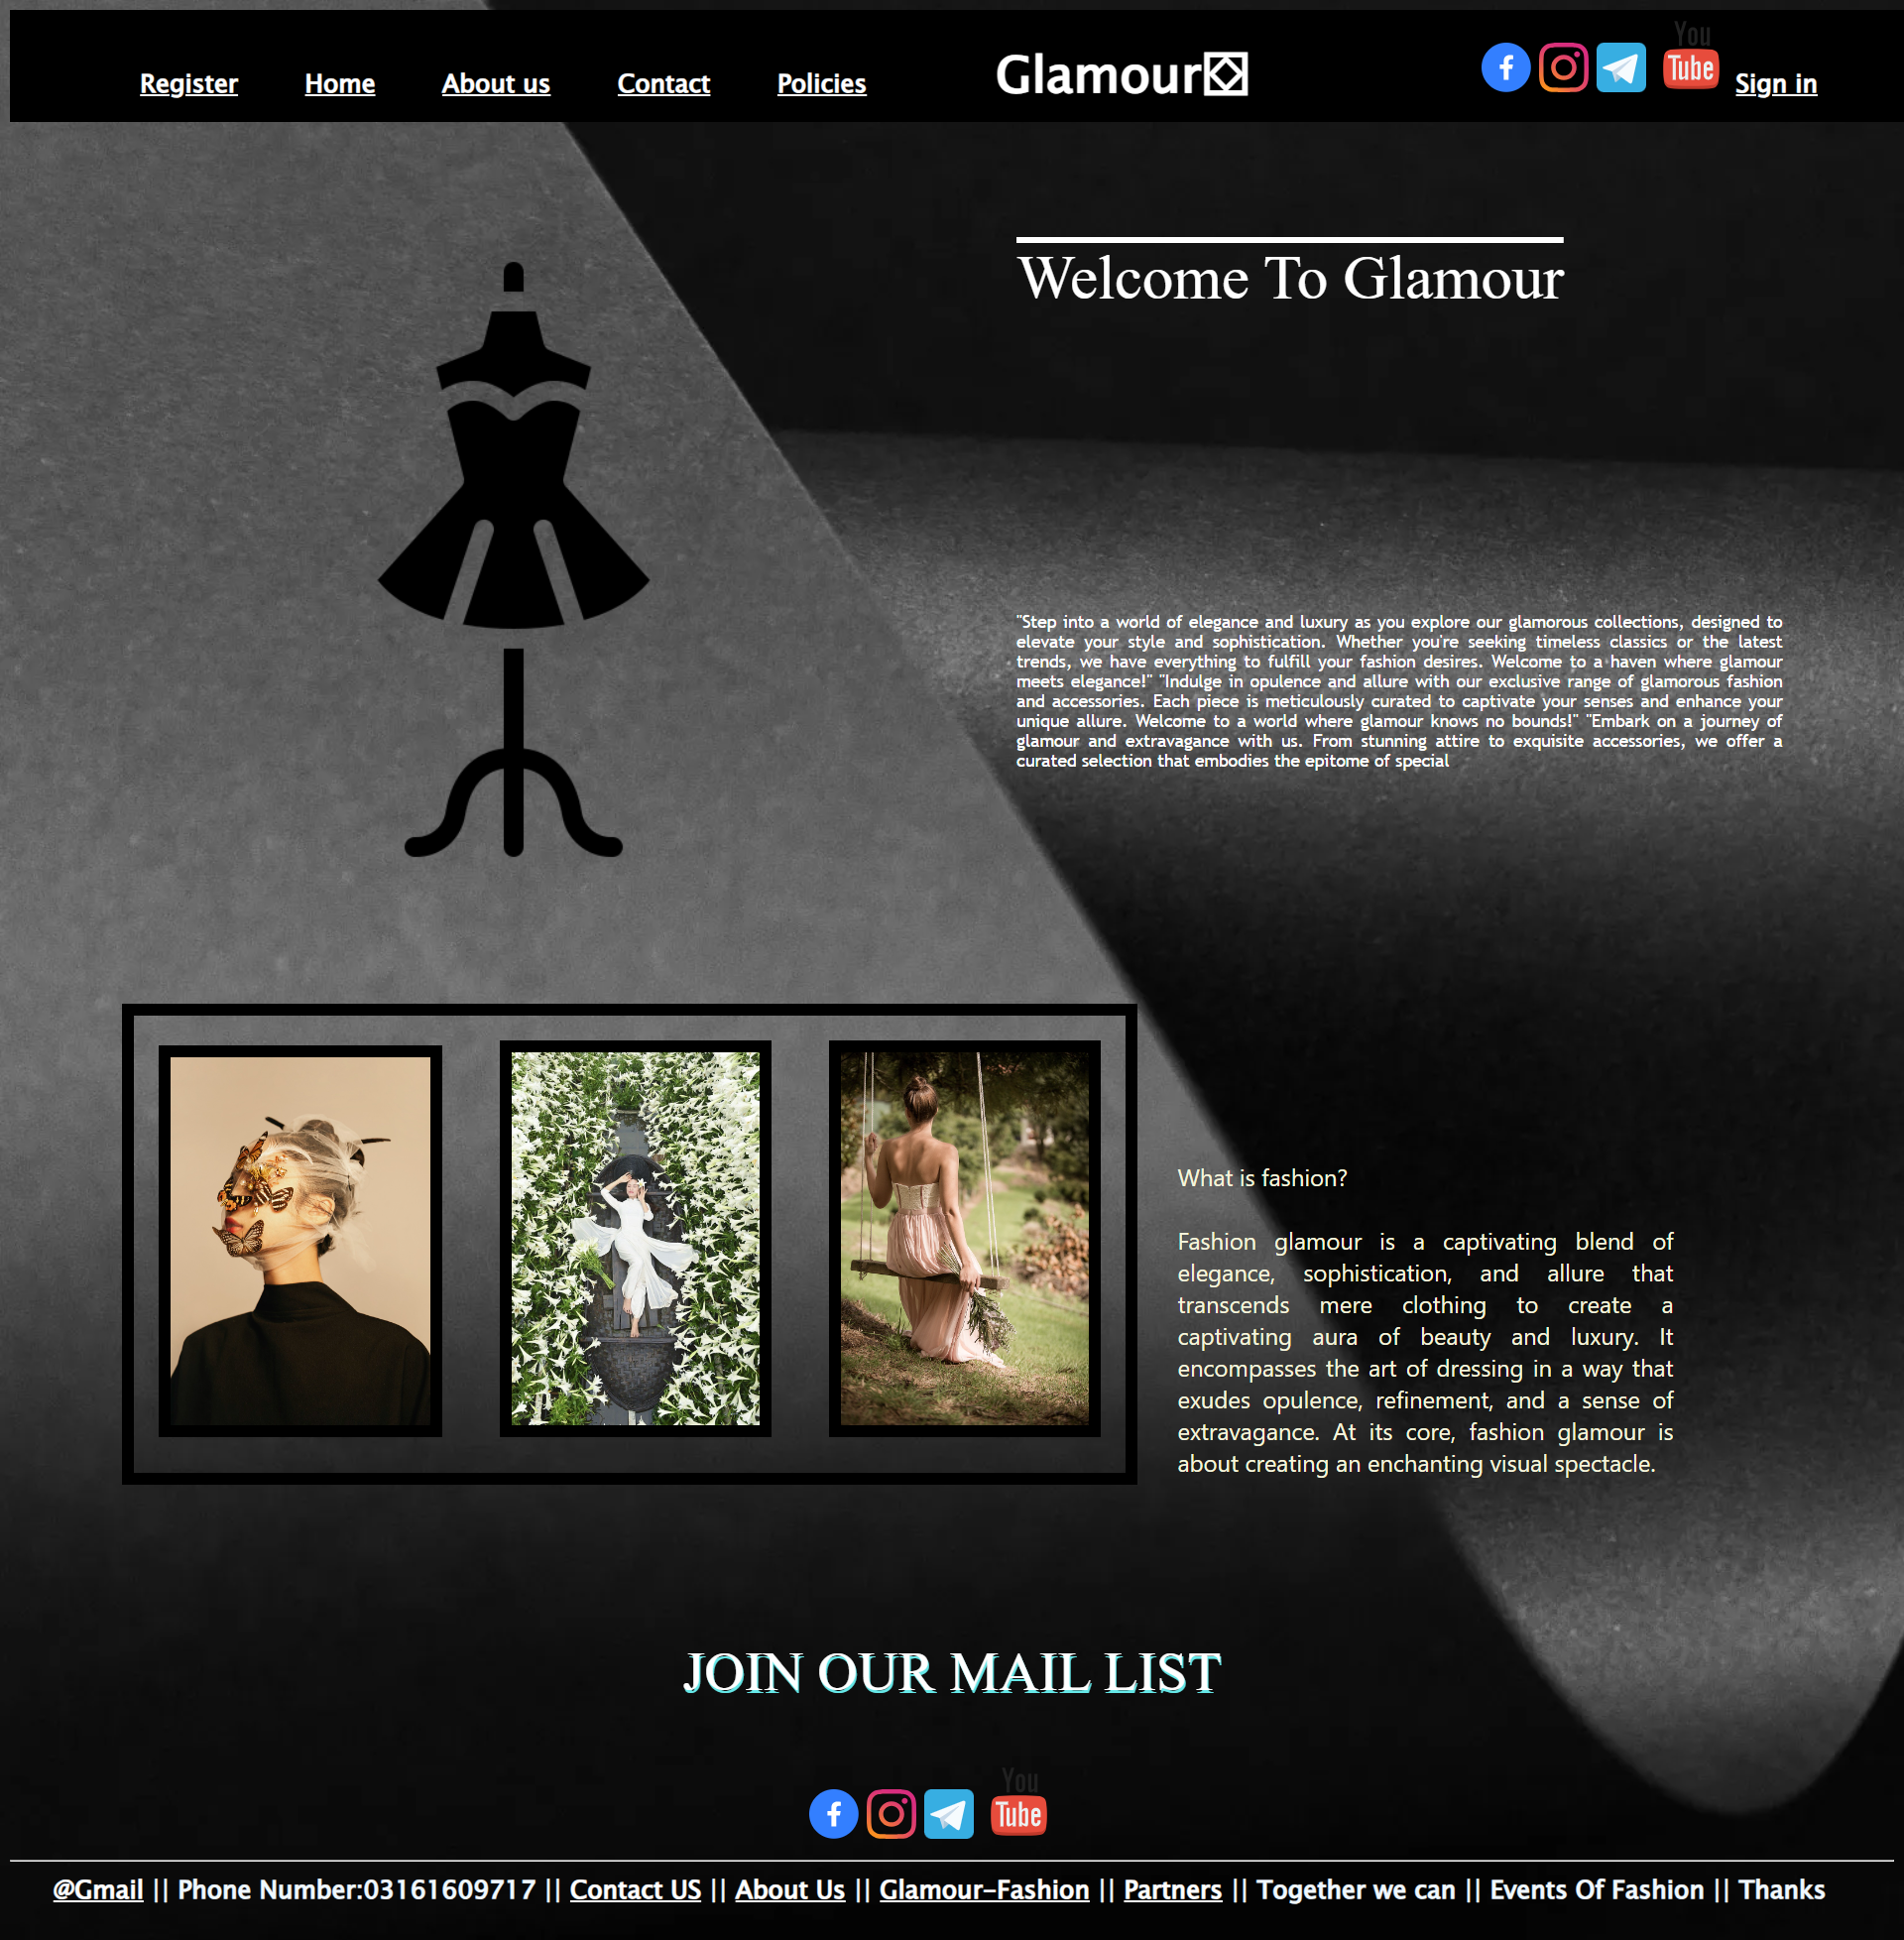 Register Home About us Contact Policies Glamour You Tube Sign in
Welcome To Glamour
"Step into a world of elegance and luxury as you explore our glamorous collections, designed to
elevate your style and sophistication. Whether you're seeking timeless classics or the latest
trends, we have everything to fulfill your fashion desires. Welcome to a haven where glamour
meets elegance!" "Indulge in opulence and allure with our exclusive range of glamorous fashion
and accessories. Each piece is meticulously curated to captivate your senses and enhance your
unique allure. Welcome to a world where glamour knows no bounds!" "Embark on a journey of
glamour and extravagance with us. From stunning attire to exquisite accessories, we offer a
curated selection that embodies the epitome of special
What is fashion?
Fashion glamour is a captivating blend of
elegance, sophistication, and allure that
transcends mere clothing to create a
captivating aura of beauty and luxury. It
encompasses the art of dressing in a way that
exudes opulence, refinement, and a sense of
extravagance. At its core, fashion glamour is
about creating an enchanting visual spectacle.
JOIN OUR MAIL LIST
You Tube
@Gmail || Phone Number:03161609717 || Contact US || About Us || Glamour-Fashion || Partners || Together we can || Events Of Fashion || Thanks